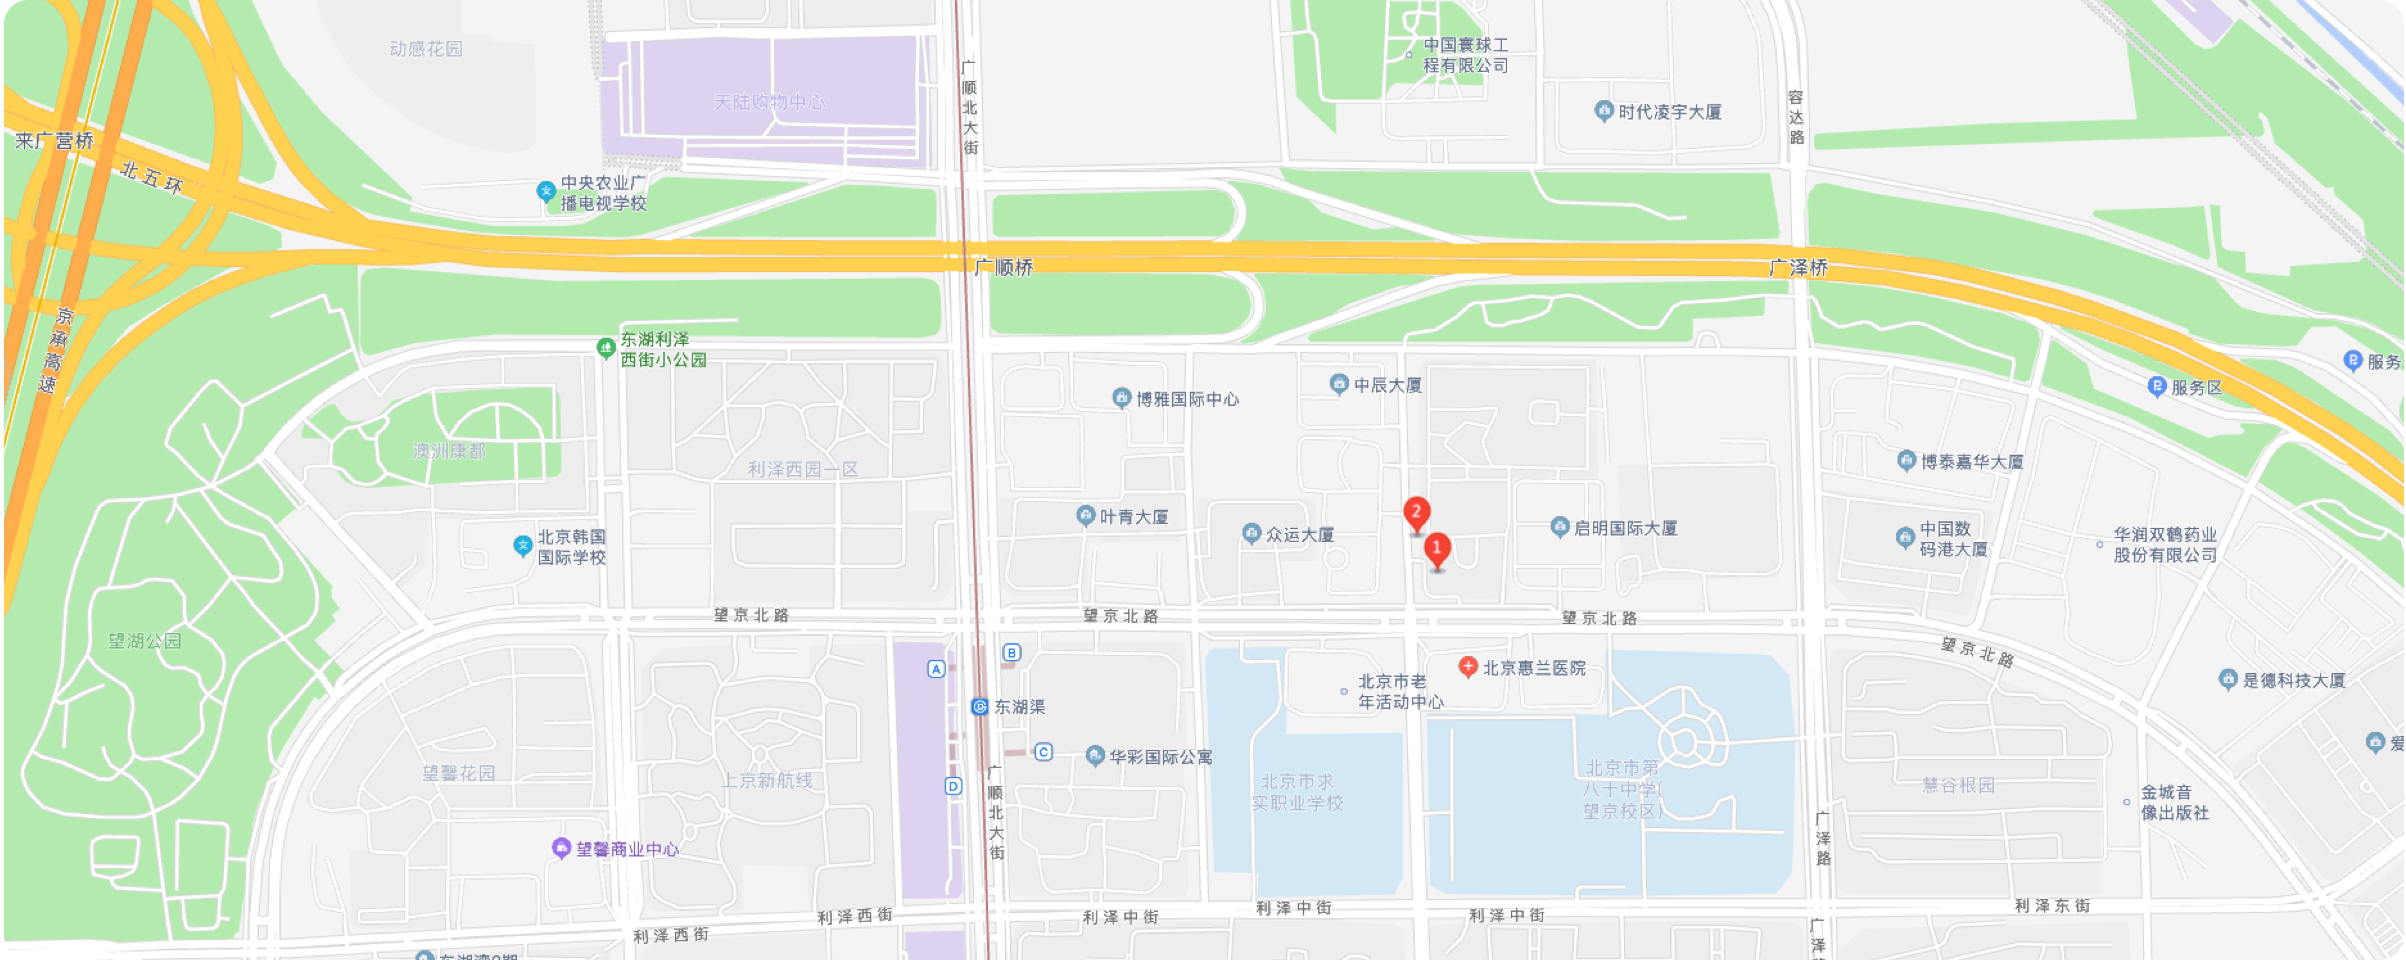 动感花园
天陆购物中心
广顺北大街
中国寰球工
程有限公司
时代凌宇大厦
容达路
来广营桥
北五环
中央农业广
播电视学校
广顺桥
广泽桥
京承高速
东湖利泽
西街小公园
博雅国际中心
中辰大厦
服务区
服务
澳洲康都
利泽西园一区
博泰嘉华大厦
北京韩国
国际学校
叶青大厦
众运大厦
2
1
启明国际大厦
中国数
码港大厦
华润双鹤药业
股份有限公司
望京北路
望京北路
望京北路
望京北路
望湖公园
A
B
东湖渠
C
D
北京市老
年活动中心
北京惠兰医院
是德科技大厦
爱
望馨花园
上京新航线
华彩国际公寓
广顺北大街
北京市求
实职业学校
北京市第
八十中学(
望京校区)
慧谷根园
金城音
像出版社
广泽路
望馨商业中心
利泽西街
利泽西街
利泽中街
利泽中街
利泽中街
利泽东街
广泽